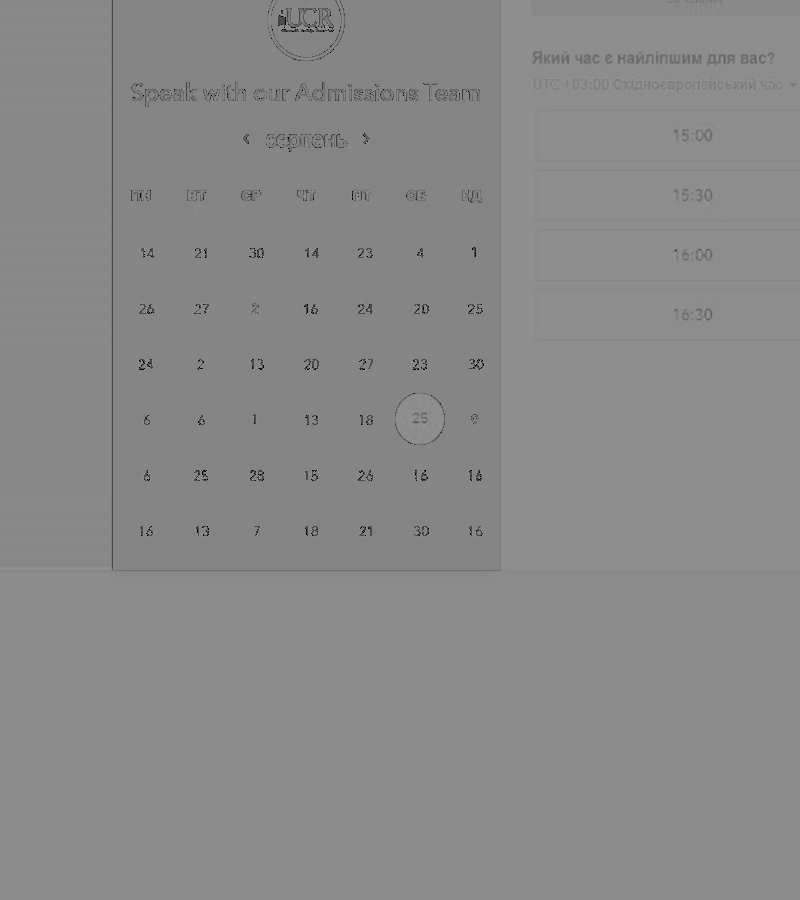 UCR
Speak with our Admissions Team
серпень
ПН ВТ СР ЧТ ПТ СБ НД
14 21 30 14 23 4 1
26 27 2 16 24 20 25
24 2 13 20 27 23 30
6 6 1 13 18 25 9
6 25 28 15 26 16 16
16 13 7 18 21 30 16
Який час є найліпшим для вас?
UTC +03:00 Східноєвропейський час
15:00
15:30
16:00
16:30